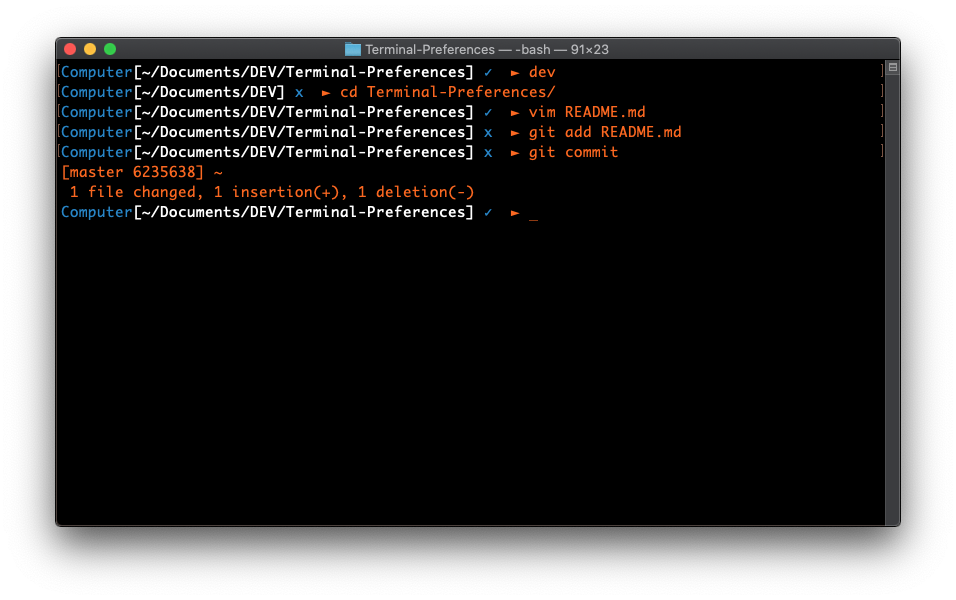 Terminal-Preferences — -bash — 91×23
Computer[~/Documents/DEV/Terminal-Preferences] ✓ ► dev
Computer[~/Documents/DEV] x ► cd Terminal-Preferences/
Computer[~/Documents/DEV/Terminal-Preferences] ✓ ► vim README.md
Computer[~/Documents/DEV/Terminal-Preferences] x ► git add README.md
Computer[~/Documents/DEV/Terminal-Preferences] x ► git commit
[master 6235638] ~
1 file changed, 1 insertion(+), 1 deletion(-)
Computer[~/Documents/DEV/Terminal-Preferences] ✓ ► _